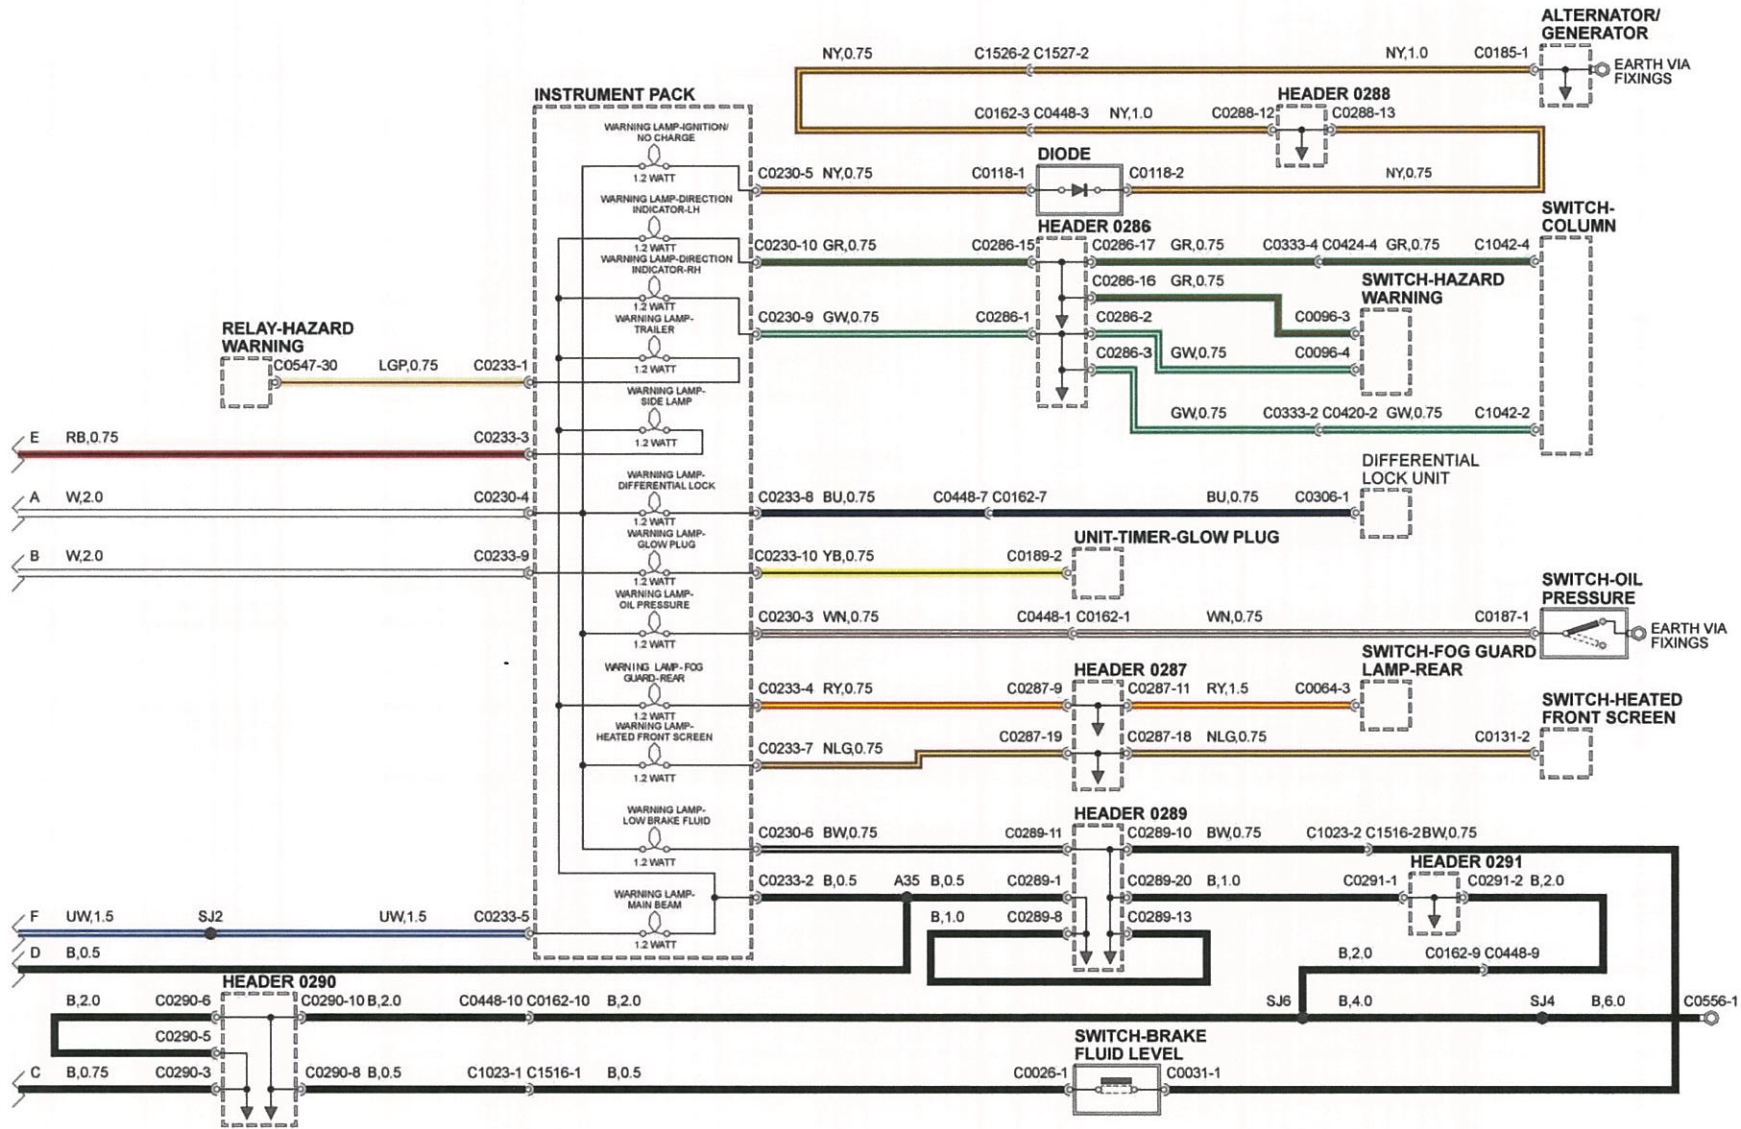 ALTERNATOR/
GENERATOR
NY,0.75 C1526-2 C1527-2 NY,1.0 C0185-1
EARTH VIA
FIXINGS
INSTRUMENT PACK
HEADER 0288
C0162-3 C0448-3 NY,1.0 C0288-12 C0288-13
WARNING LAMP-IGNITION/
NO CHARGE
1.2 WATT
DIODE
C0230-5 NY,0.75 C0118-1 C0118-2 NY,0.75
WARNING LAMP-DIRECTION
INDICATOR-LH
1.2 WATT
HEADER 0286
SWITCH-
COLUMN
C0230-10 GR,0.75 C0286-15 C0286-17 GR,0.75 C0333-4 C0424-4 GR,0.75 C1042-4
WARNING LAMP-DIRECTION
INDICATOR-RH
1.2 WATT
C0286-16 GR,0.75
SWITCH-HAZARD
WARNING
WARNING LAMP-
TRAILER
1.2 WATT
C0230-9 GW,0.75 C0286-1 C0286-2 C0096-3
C0286-3 GW,0.75 C0096-4
RELAY-HAZARD
WARNING
C0547-30 LGP,0.75 C0233-1
WARNING LAMP-
SIDE LAMP
1.2 WATT
GW,0.75 C0333-2 C0420-2 GW,0.75 C1042-2
E RB,0.75 C0233-3
WARNING LAMP-
DIFFERENTIAL LOCK
1.2 WATT
DIFFERENTIAL
LOCK UNIT
A W,2.0 C0230-4
C0233-8 BU,0.75 C0448-7 C0162-7 BU,0.75 C0306-1
WARNING LAMP-
GLOW PLUG
1.2 WATT
UNIT-TIMER-GLOW PLUG
B W,2.0 C0233-9
C0233-10 YB,0.75 C0189-2
WARNING LAMP-
OIL PRESSURE
1.2 WATT
SWITCH-OIL
PRESSURE
C0230-3 WN,0.75 C0448-1 C0162-1 WN,0.75 C0187-1
EARTH VIA
FIXINGS
WARNING LAMP-FOG
GUARD-REAR
1.2 WATT
HEADER 0287
SWITCH-FOG GUARD
LAMP-REAR
C0233-4 RY,0.75 C0287-9 C0287-11 RY,1.5 C0064-3
WARNING LAMP-
HEATED FRONT SCREEN
1.2 WATT
SWITCH-HEATED
FRONT SCREEN
C0233-7 NLG,0.75 C0287-19 C0287-18 NLG,0.75 C0131-2
WARNING LAMP-
LOW BRAKE FLUID
1.2 WATT
HEADER 0289
C0230-6 BW,0.75 C0289-11 C0289-10 BW,0.75 C1023-2 C1516-2 BW,0.75
HEADER 0291
C0233-2 B,0.5 A35 B,0.5 C0289-1 C0289-20 B,1.0 C0291-1 C0291-2 B,2.0
WARNING LAMP-
MAIN BEAM
1.2 WATT
B,1.0 C0289-8 C0289-13
F UW,1.5 SJ2 UW,1.5 C0233-5
D B,0.5
B,2.0 C0162-9 C0448-9
HEADER 0290
B,2.0 C0290-6 C0290-10 B,2.0 C0448-10 C0162-10 B,2.0 SJ6 B,4.0 SJ4 B,6.0 C0556-1
C0290-5
SWITCH-BRAKE
FLUID LEVEL
C B,0.75 C0290-3 C0290-8 B,0.5 C1023-1 C1516-1 B,0.5 C0026-1 C0031-1